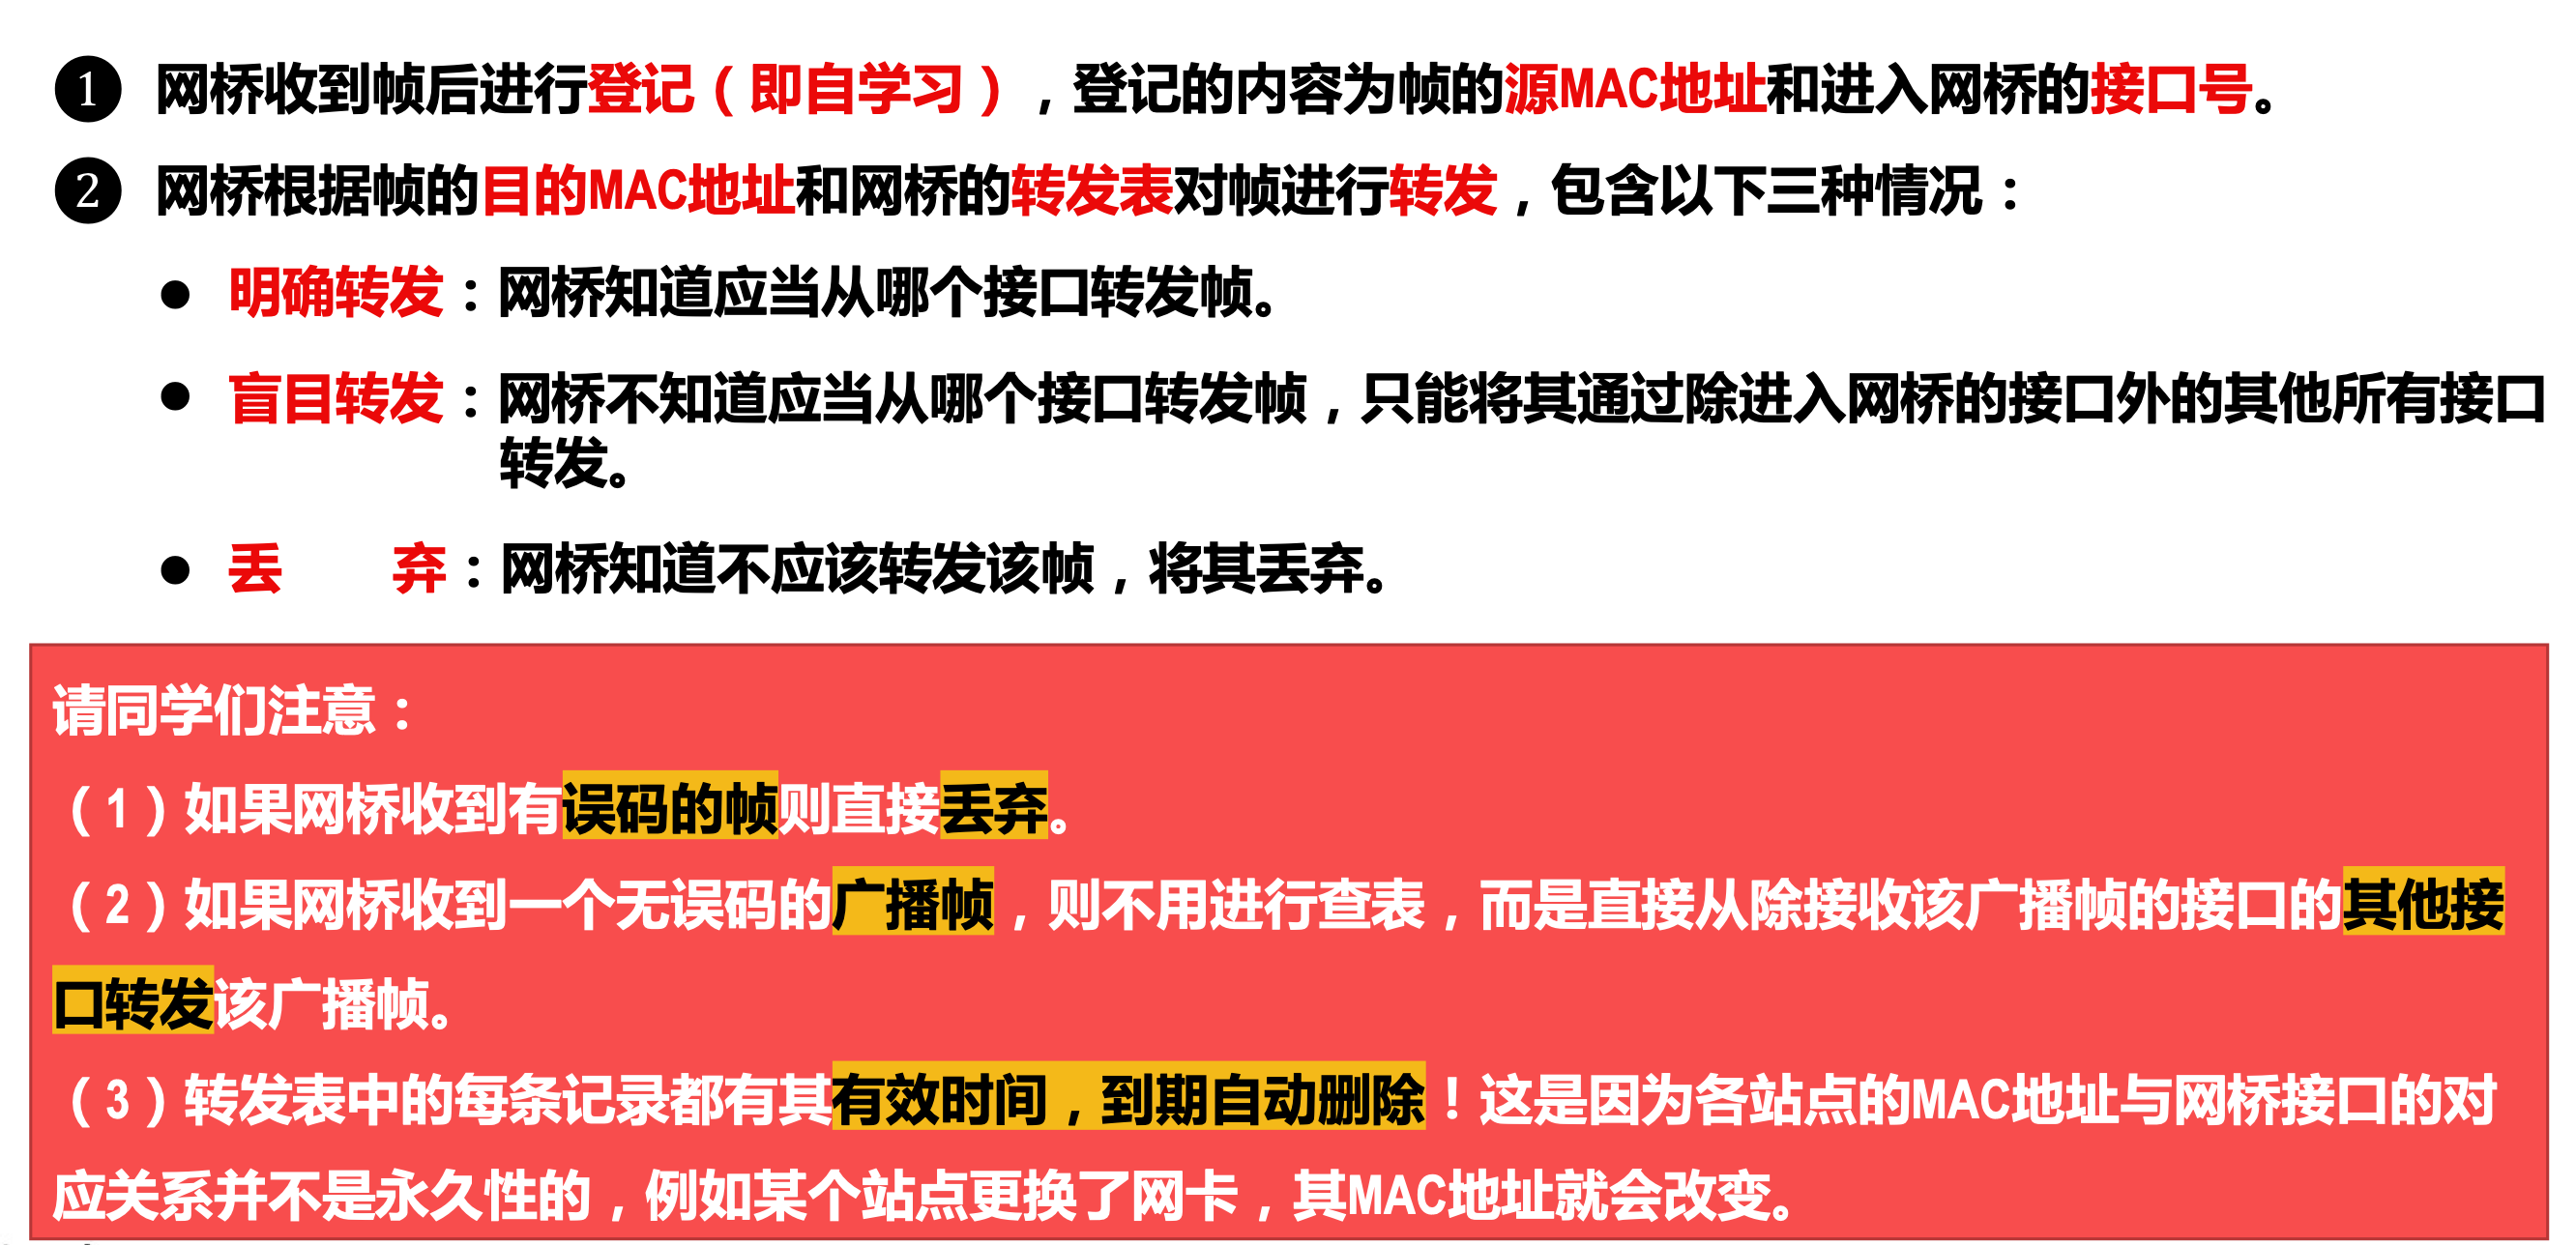 ❶ 网桥收到帧后进行登记（即自学习），登记的内容为帧的源MAC地址和进入网桥的接口号。
❷ 网桥根据帧的目的MAC地址和网桥的转发表对帧进行转发，包含以下三种情况：
● 明确转发：网桥知道应当从哪个接口转发帧。
● 盲目转发：网桥不知道应当从哪个接口转发帧，只能将其通过除进入网桥的接口外的其他所有接口
转发。
● 丢　　弃：网桥知道不应该转发该帧，将其丢弃。
请同学们注意：
（1）如果网桥收到有误码的帧则直接丢弃。
（2）如果网桥收到一个无误码的广播帧，则不用进行查表，而是直接从除接收该广播帧的接口的其他接
口转发该广播帧。
（3）转发表中的每条记录都有其有效时间，到期自动删除！这是因为各站点的MAC地址与网桥接口的对
应关系并不是永久性的，例如某个站点更换了网卡，其MAC地址就会改变。